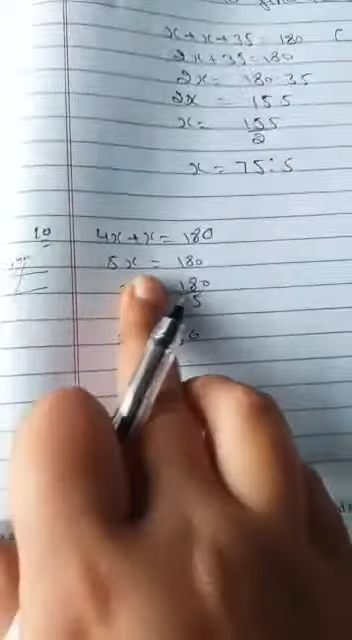 x+x+35=180
2x+35=180
2x=180-35
2x = 155
x= 155
2
x=75:5
10 4x+x=180
5x=180
180
5